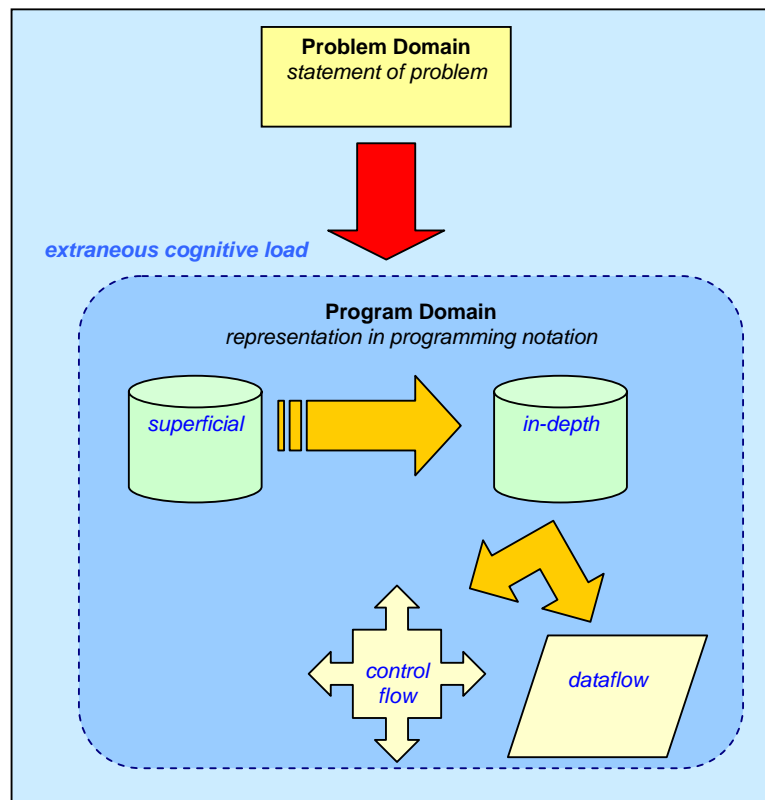 Problem Domain
statement of problem
extraneous cognitive load
Program Domain
representation in programming notation
superficial
in-depth
control
flow
dataflow